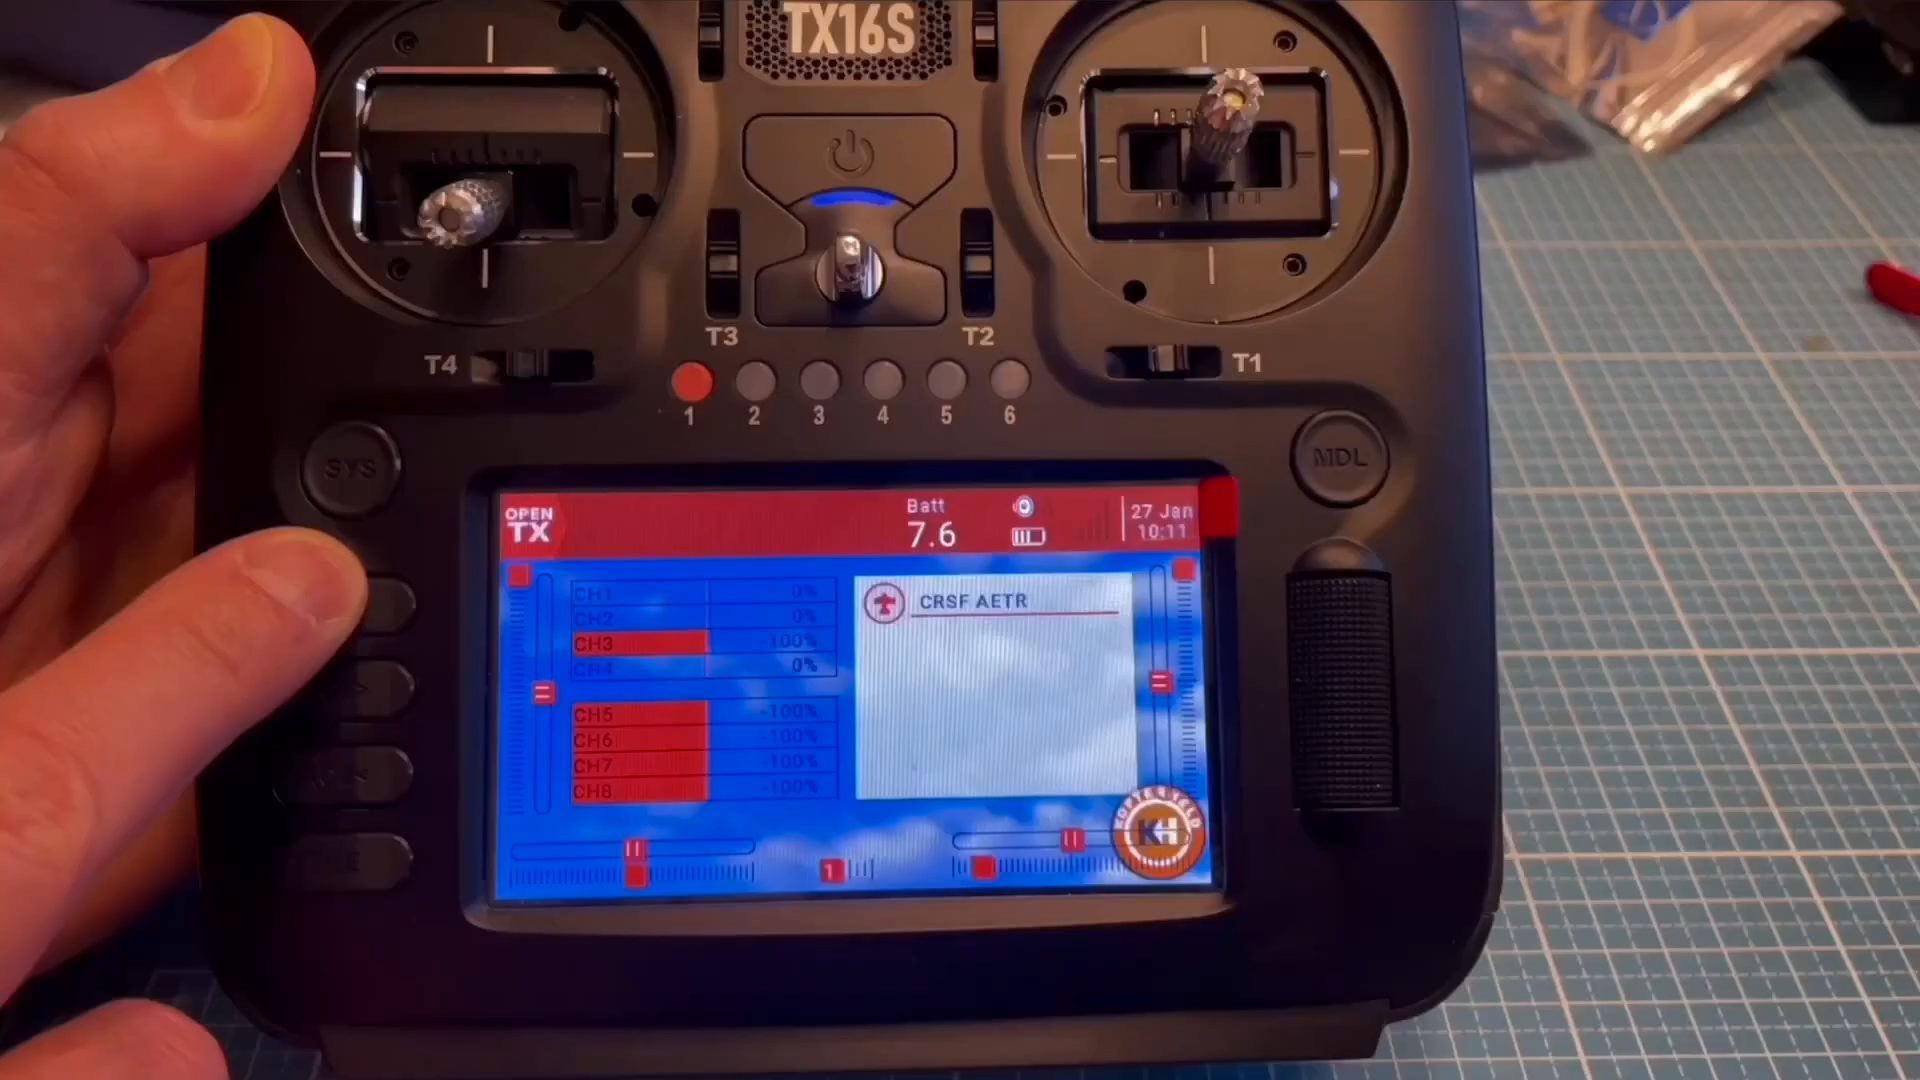 TX16S
T3
T2
T4
T1
1 2 3 4 5 6
SYS
MDL
OPEN TX
Batt
7.6
27 Jan
10:11
CH1 0%
CH2 0%
CH3 -100%
CH4 0%
CH5 -100%
CH6 -100%
CH7 -100%
CH8 -100%
CRSF AETR
1
KH